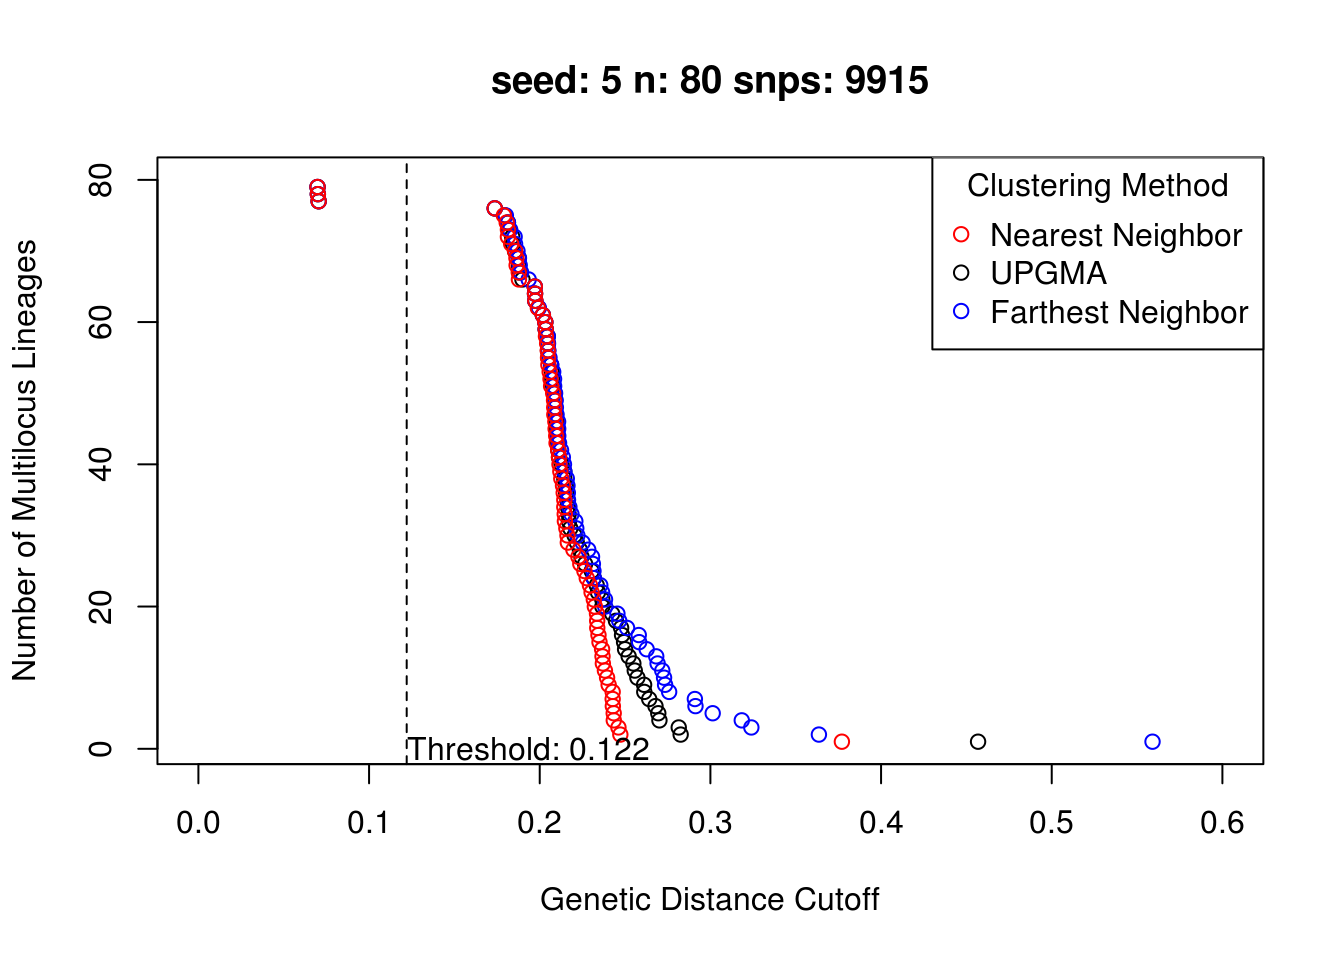 seed: 5 n: 80 snps: 9915
Clustering Method
Nearest Neighbor
UPGMA
Farthest Neighbor
Number of Multilocus Lineages
80
60
40
20
0
Threshold: 0.122
0.0 0.1 0.2 0.3 0.4 0.5 0.6
Genetic Distance Cutoff